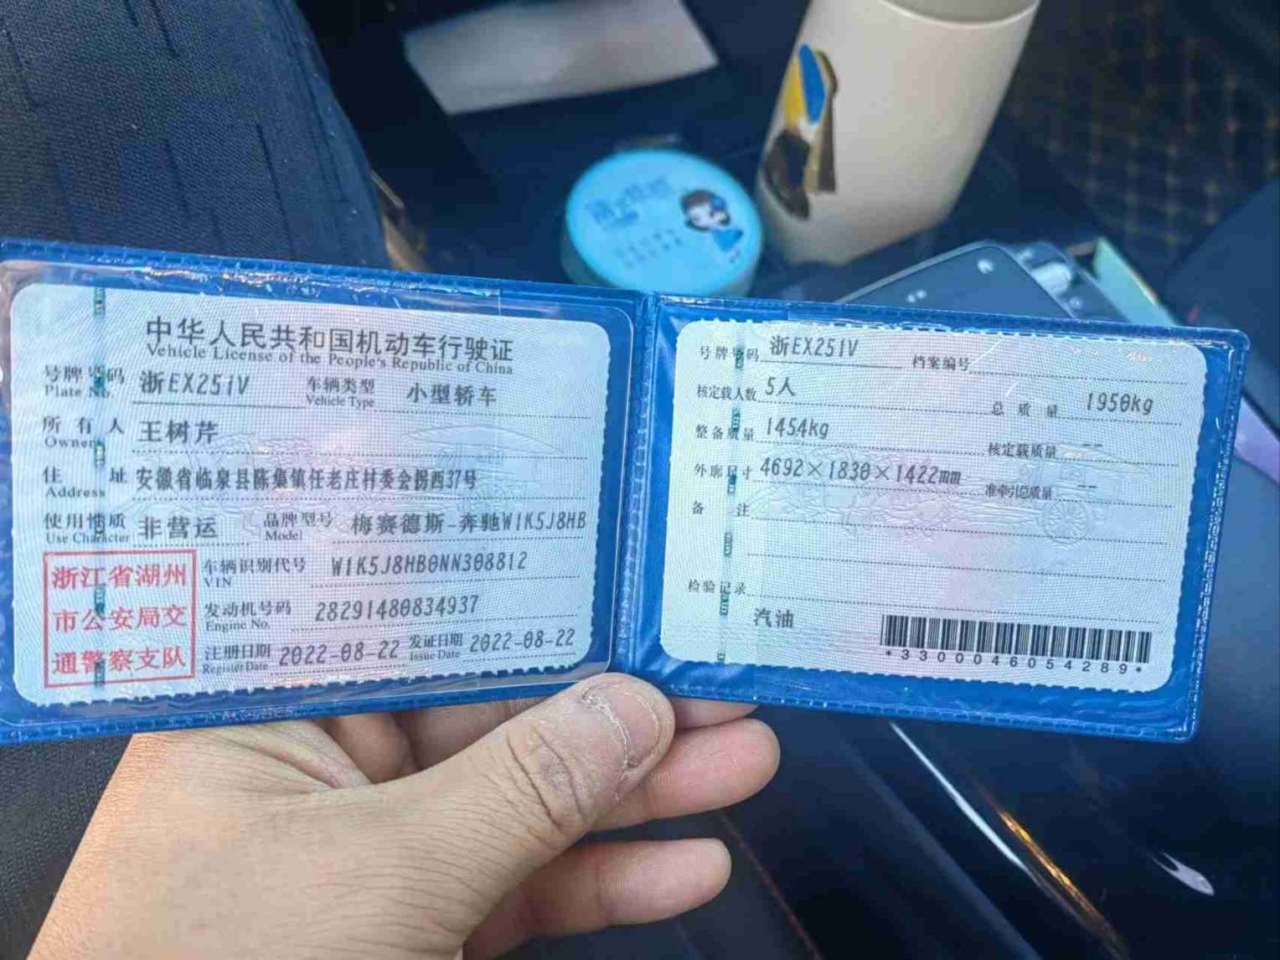 中华人民共和国机动车行驶证
Vehicle License of the People's Republic of China
号牌号码 浙EX251V 车辆类型 小型轿车
Plate No. Vehicle Type
所有人 王树芹
Owner
住址 安徽省临泉县陈集镇任老庄村委会拐西37号
Address
使用性质 非营运 品牌型号 梅赛德斯-奔驰W1K5J8HB
Use Character Model
浙江省湖州
市公安局交
通警察支队
车辆识别代号 W1K5J8HB0NN308812
VIN
发动机号码 28291480834937
Engine No.
注册日期 2022-08-22 发证日期 2022-08-22
Register Date Issue Date
号牌号码 浙EX251V 档案编号
核定载人数 5人 总质量 1950kg
整备质量 1454kg 核定载质量 --
外廓尺寸 4692×1830×1422mm 准牵引总质量 --
备注
检验记录
汽油
*3300046054289*